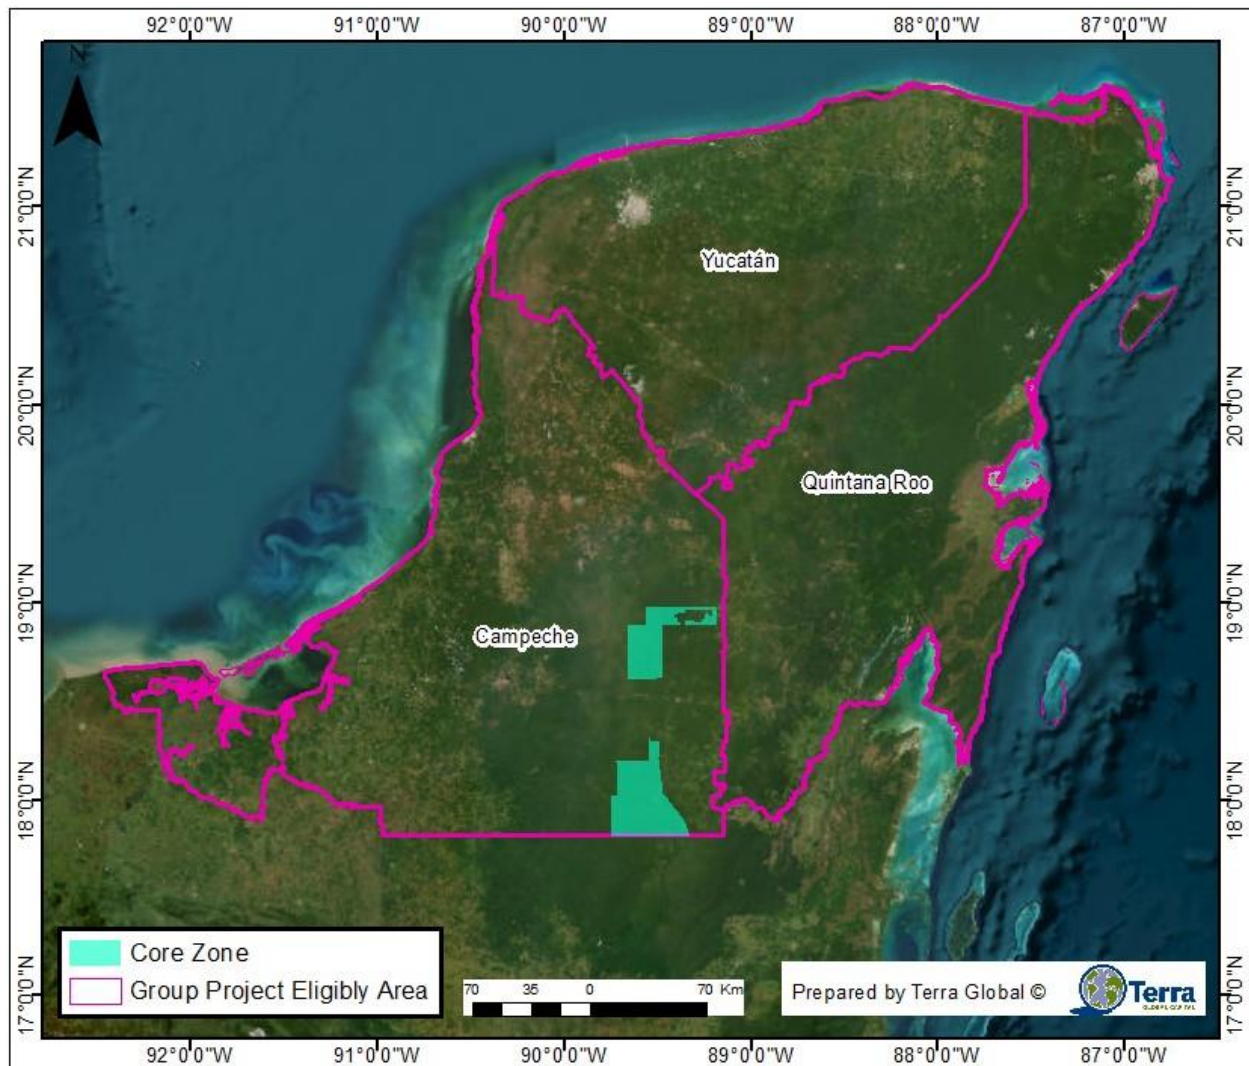 92°0'0"W 91°0'0"W 90°0'0"W 89°0'0"W 88°0'0"W 87°0'0"W
N
21°0'0"N 21°0'0"N
Yucatán
20°0'0"N 20°0'0"N
Quintana Roo
19°0'0"N 19°0'0"N
Campeche
18°0'0"N 18°0'0"N
Core Zone
Group Project Eligibly Area
70 35 0 70 Km
Prepared by Terra Global ©
Terra
GLOBAL CAPITAL
17°0'0"N 17°0'0"N
92°0'0"W 91°0'0"W 90°0'0"W 89°0'0"W 88°0'0"W 87°0'0"W